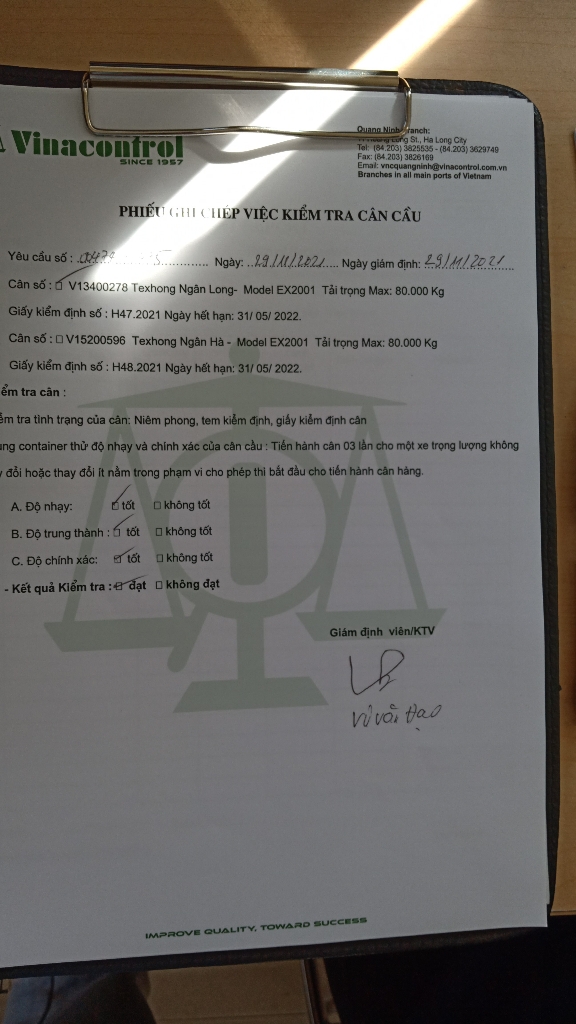 Vinacontrol
SINCE 1957
Quang Ninh Branch:
St., Ha Long City
Tel: (84.203) 3825535 - (84.203) 3629749
Fax: (84.203) 3826169
Email: vncquangninh@vinacontrol.com.vn
Branches in all main ports of Vietnam
PHIẾU GHI CHÉP VIỆC KIỂM TRA CÂN CẦU
Yêu cầu số : Ngày: 29/11/2021 Ngày giám định: 29/11/2021
Cân số : ☑ V13400278 Texhong Ngân Long- Model EX2001 Tải trọng Max: 80.000 Kg
Giấy kiểm định số : H47.2021 Ngày hết hạn: 31/ 05/ 2022.
Cân số : ☐ V15200596 Texhong Ngân Hà - Model EX2001 Tải trọng Max: 80.000 Kg
Giấy kiểm định số : H48.2021 Ngày hết hạn: 31/ 05/ 2022.
ểm tra cân :
ểm tra tình trạng của cân: Niêm phong, tem kiểm định, giấy kiểm định cân
ùng container thử độ nhạy và chính xác của cân cầu : Tiến hành cân 03 lần cho một xe trọng lượng không
y đổi hoặc thay đổi ít nằm trong phạm vi cho phép thì bắt đầu cho tiến hành cân hàng.
A. Độ nhạy: ☑ tốt ☐ không tốt
B. Độ trung thành : ☑ tốt ☐ không tốt
C. Độ chính xác: ☑ tốt ☐ không tốt
- Kết quả Kiểm tra : ☑ đạt ☐ không đạt
Giám định viên/KTV
Vũ Văn Đạo
IMPROVE QUALITY, TOWARD SUCCESS